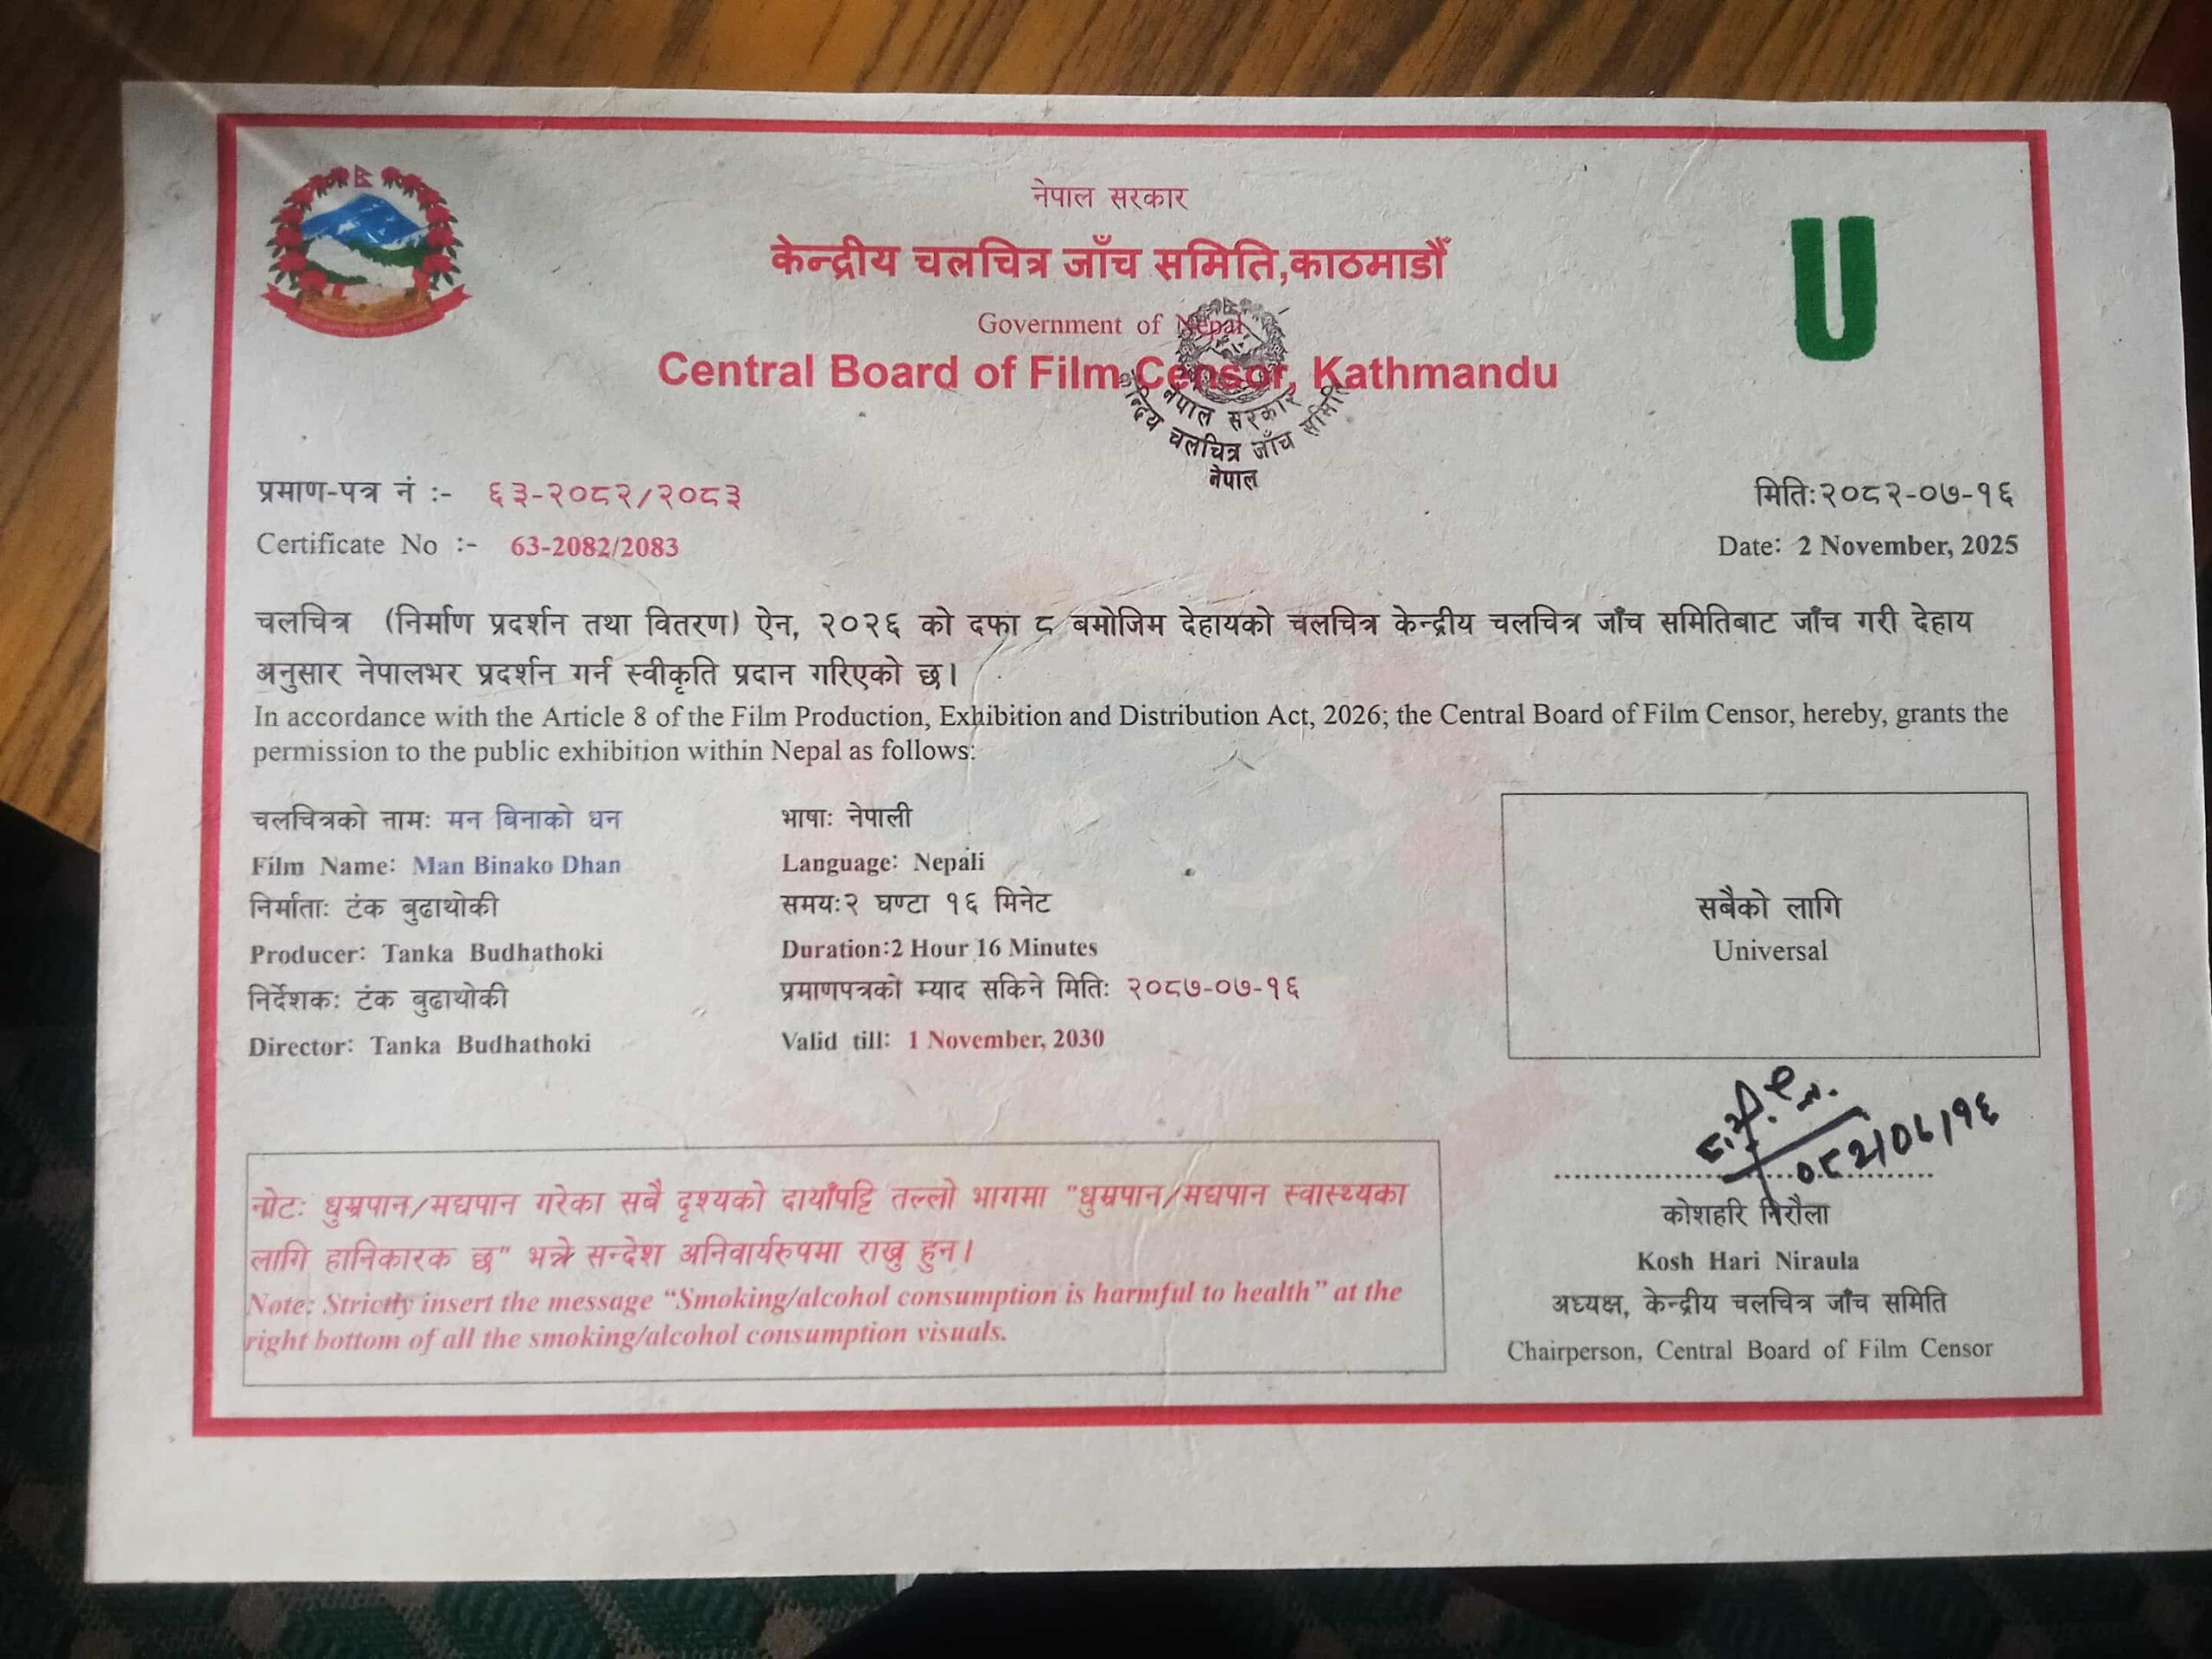 नेपाल सरकार
केन्द्रीय चलचित्र जाँच समिति,काठमाडौँ
Government of Nepal
Central Board of Film Censor, Kathmandu
U
नेपाल सरकार
केन्द्रिय चलचित्र जाँच समिति
नेपाल
प्रमाण-पत्र नं :- ६३-२०८२/२०८३
मितिः२०८२-०७-१६
Certificate No :- 63-2082/2083
Date: 2 November, 2025
चलचित्र (निर्माण प्रदर्शन तथा वितरण) ऐन, २०२६ को दफा ८ बमोजिम देहायको चलचित्र केन्द्रीय चलचित्र जाँच समितिबाट जाँच गरी देहाय
अनुसार नेपालभर प्रदर्शन गर्न स्वीकृति प्रदान गरिएको छ।
In accordance with the Article 8 of the Film Production, Exhibition and Distribution Act, 2026; the Central Board of Film Censor, hereby, grants the
permission to the public exhibition within Nepal as follows:
चलचित्रको नामः मन बिनाको धन
Film Name: Man Binako Dhan
निर्माताः टंक बुढाथोकी
Producer: Tanka Budhathoki
निर्देशकः टंक बुढाथोकी
Director: Tanka Budhathoki
भाषाः नेपाली
Language: Nepali
समयः२ घण्टा १६ मिनेट
Duration:2 Hour 16 Minutes
प्रमाणपत्रको म्याद सकिने मितिः २०८७-०७-१६
Valid till: 1 November, 2030
सबैको लागि
Universal
नोटः धुम्रपान/मद्यपान गरेका सबै दृश्यको दायाँपट्टि तल्लो भागमा "धुम्रपान/मद्यपान स्वास्थ्यका
लागि हानिकारक छ" भन्ने सन्देश अनिवार्यरुपमा राख्नु हुन।
Note: Strictly insert the message “Smoking/alcohol consumption is harmful to health” at the
right bottom of all the smoking/alcohol consumption visuals.
कोशहरि निरौला
Kosh Hari Niraula
अध्यक्ष, केन्द्रीय चलचित्र जाँच समिति
Chairperson, Central Board of Film Censor